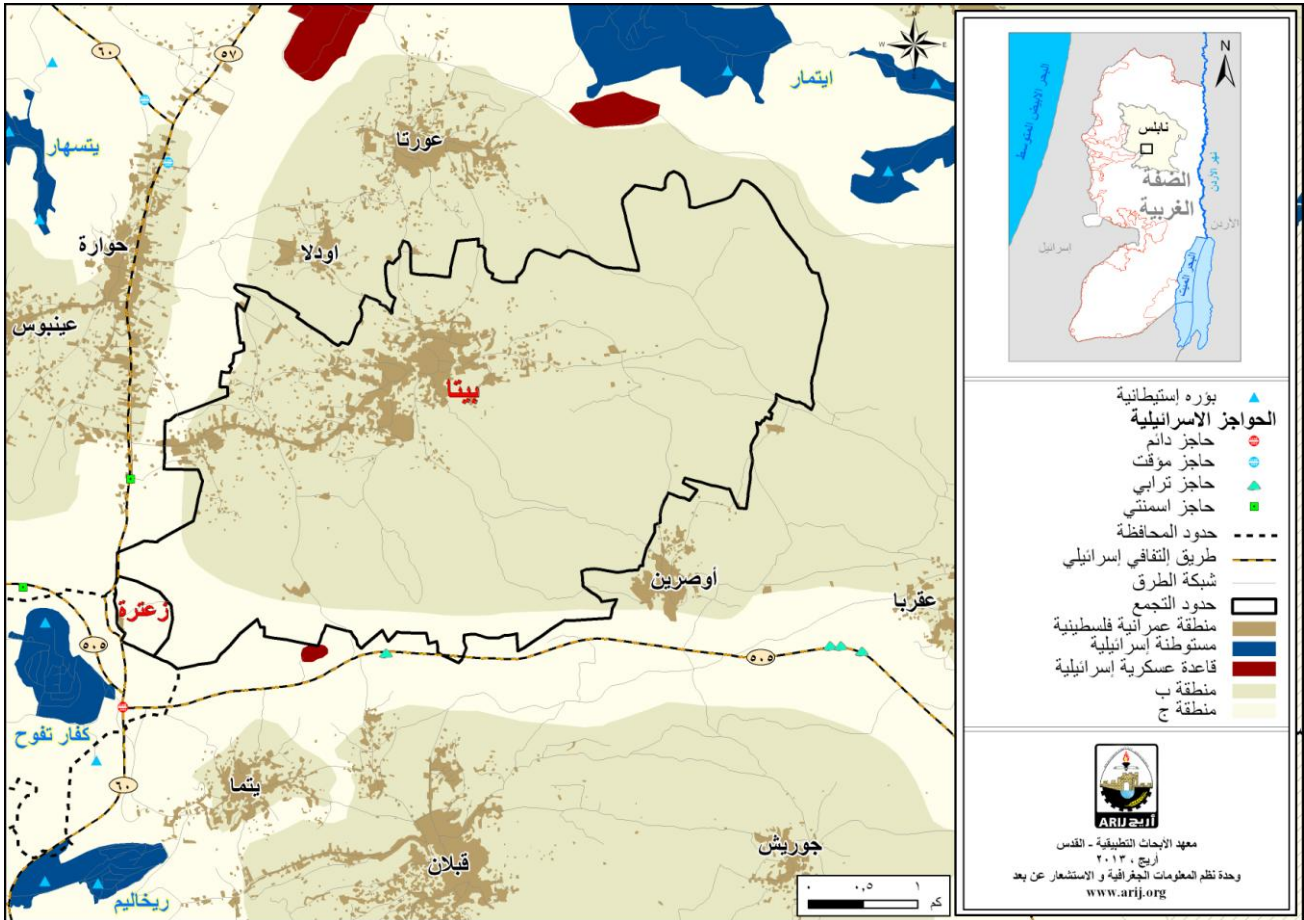 ٦٠
٥٧
ايتمار
يتسهار
عورتا
حوارة
اودلا
عينبوس
بيتا
أوصرين
عقربا
زعترة
٥٠٥
٥٠٥
كفار تفوح
٦٠
يتما
قبلان
جوريش
ريخاليم
٠ ٠,٥ ١
كم
W E
N
البحر الابيض المتوسط
نابلس
نهر الأردن
الضفة
الغربية
الأردن
اسرائيل
البحر الميت
بؤره إستيطانية
الحواجز الاسرائيلية
حاجز دائم
حاجز مؤقت
حاجز ترابي
حاجز اسمنتي
حدود المحافظة
طريق إلتفافي إسرائيلي
شبكة الطرق
حدود التجمع
منطقة عمرانية فلسطينية
مستوطنة إسرائيلية
قاعدة عسكرية إسرائيلية
منطقة ب
منطقة ج
ARIJ أريج
معهد الأبحاث التطبيقية - القدس
أريج ، ٢٠١٣
وحدة نظم المعلومات الجغرافية و الاستشعار عن بعد
www.arij.org